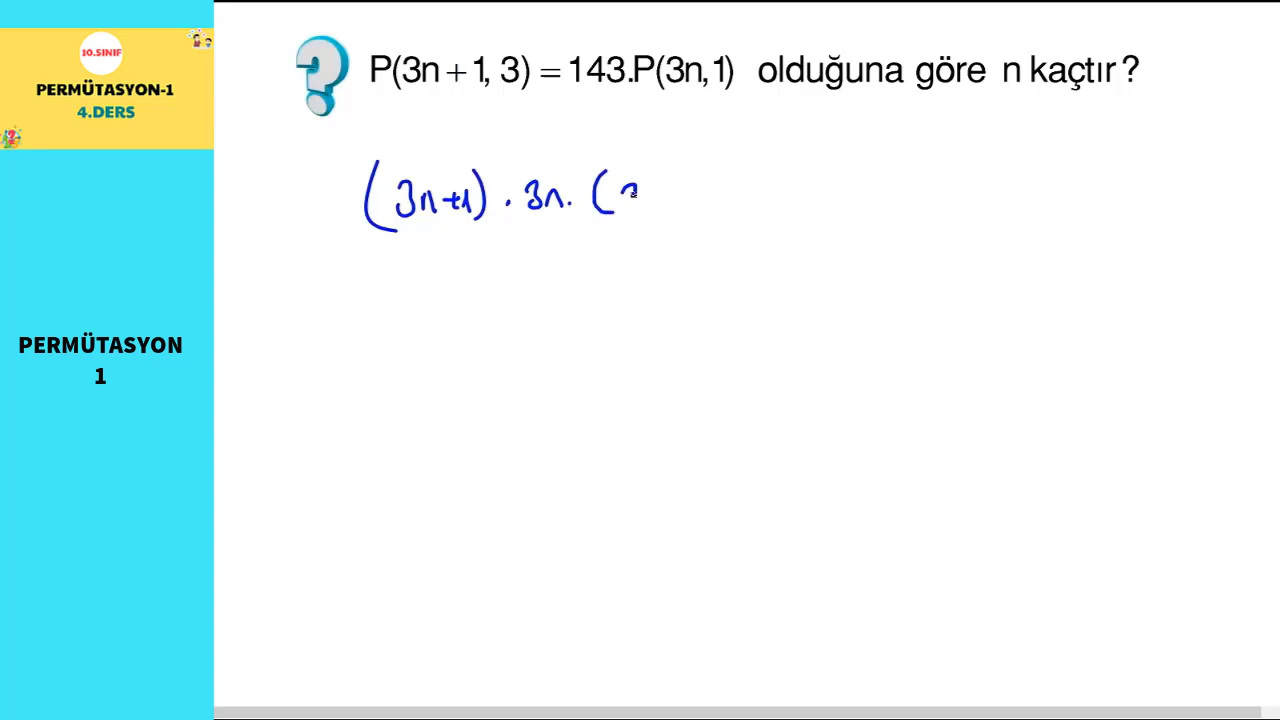 10.SINIF
PERMÜTASYON-1
4.DERS
P(3n + 1, 3) = 143.P(3n, 1) olduğuna göre n kaçtır ?
(3n+1) . 3n. (
PERMÜTASYON
1